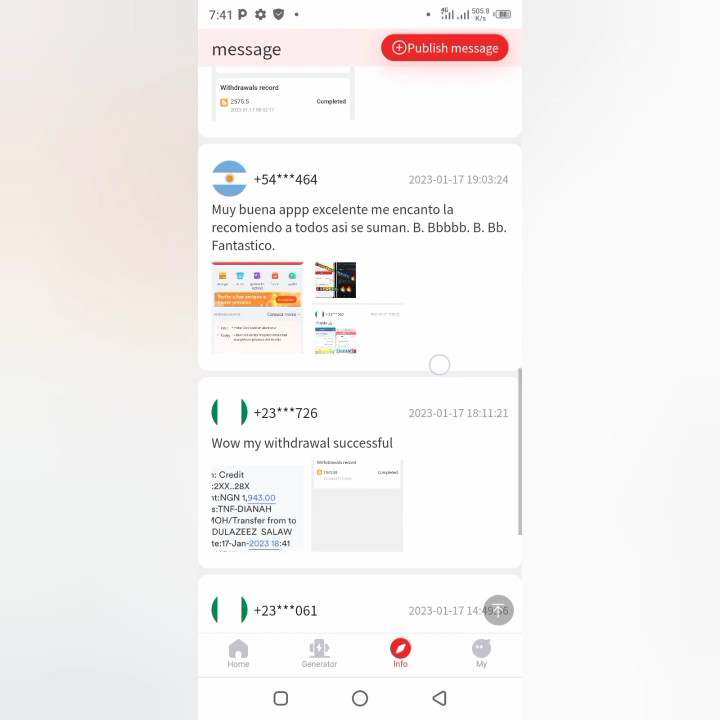 7:41
505.8
K/s
message
Publish message
Withdrawals record
2575.5
Completed
+54***464
2023-01-17 19:03:24
Muy buena appp excelente me encanto la
recomiendo a todos asi se suman. B. Bbbbb. B. Bb.
Fantastico.
+23***726
2023-01-17 18:11:21
Wow my withdrawal successful
n: Credit
:2XX..28X
nt:NGN 1,943.00
s:TNF-DIANAH
MOH/Transfer from to
DULAZEEZ SALAW
te:17-Jan-2023 18:41
Withdrawals record
Completed
+23***061
2023-01-17 14:49
Home
Generator
Info
My